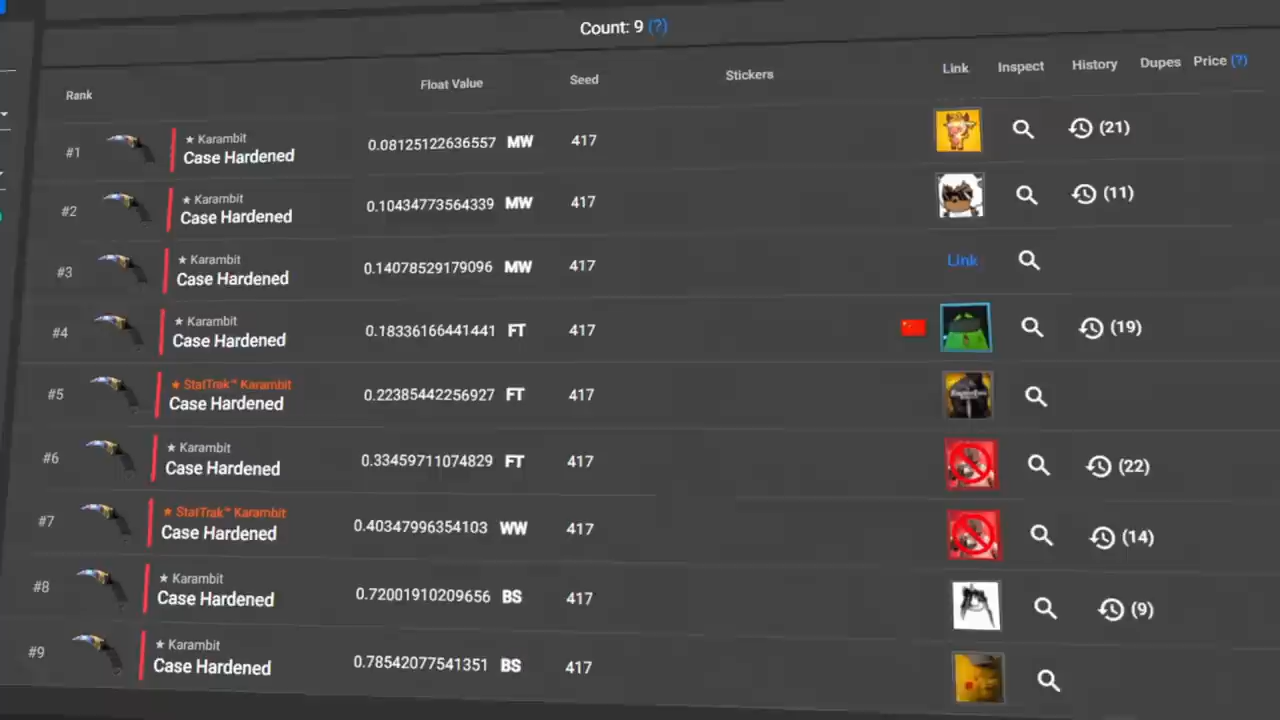 Count: 9 (?)
Rank Float Value Seed Stickers Link Inspect History Dupes Price (?)
#1 ★ Karambit Case Hardened 0.08125122636557 MW 417 (21)
#2 ★ Karambit Case Hardened 0.10434773564339 MW 417 (11)
#3 ★ Karambit Case Hardened 0.14078529179096 MW 417 Link
#4 ★ Karambit Case Hardened 0.18336166441441 FT 417 (19)
#5 ★ StatTrak™ Karambit Case Hardened 0.22385442256927 FT 417
#6 ★ Karambit Case Hardened 0.33459711074829 FT 417 (22)
#7 ★ StatTrak™ Karambit Case Hardened 0.40347996354103 WW 417 (14)
#8 ★ Karambit Case Hardened 0.72001910209656 BS 417 (9)
#9 ★ Karambit Case Hardened 0.78542077541351 BS 417